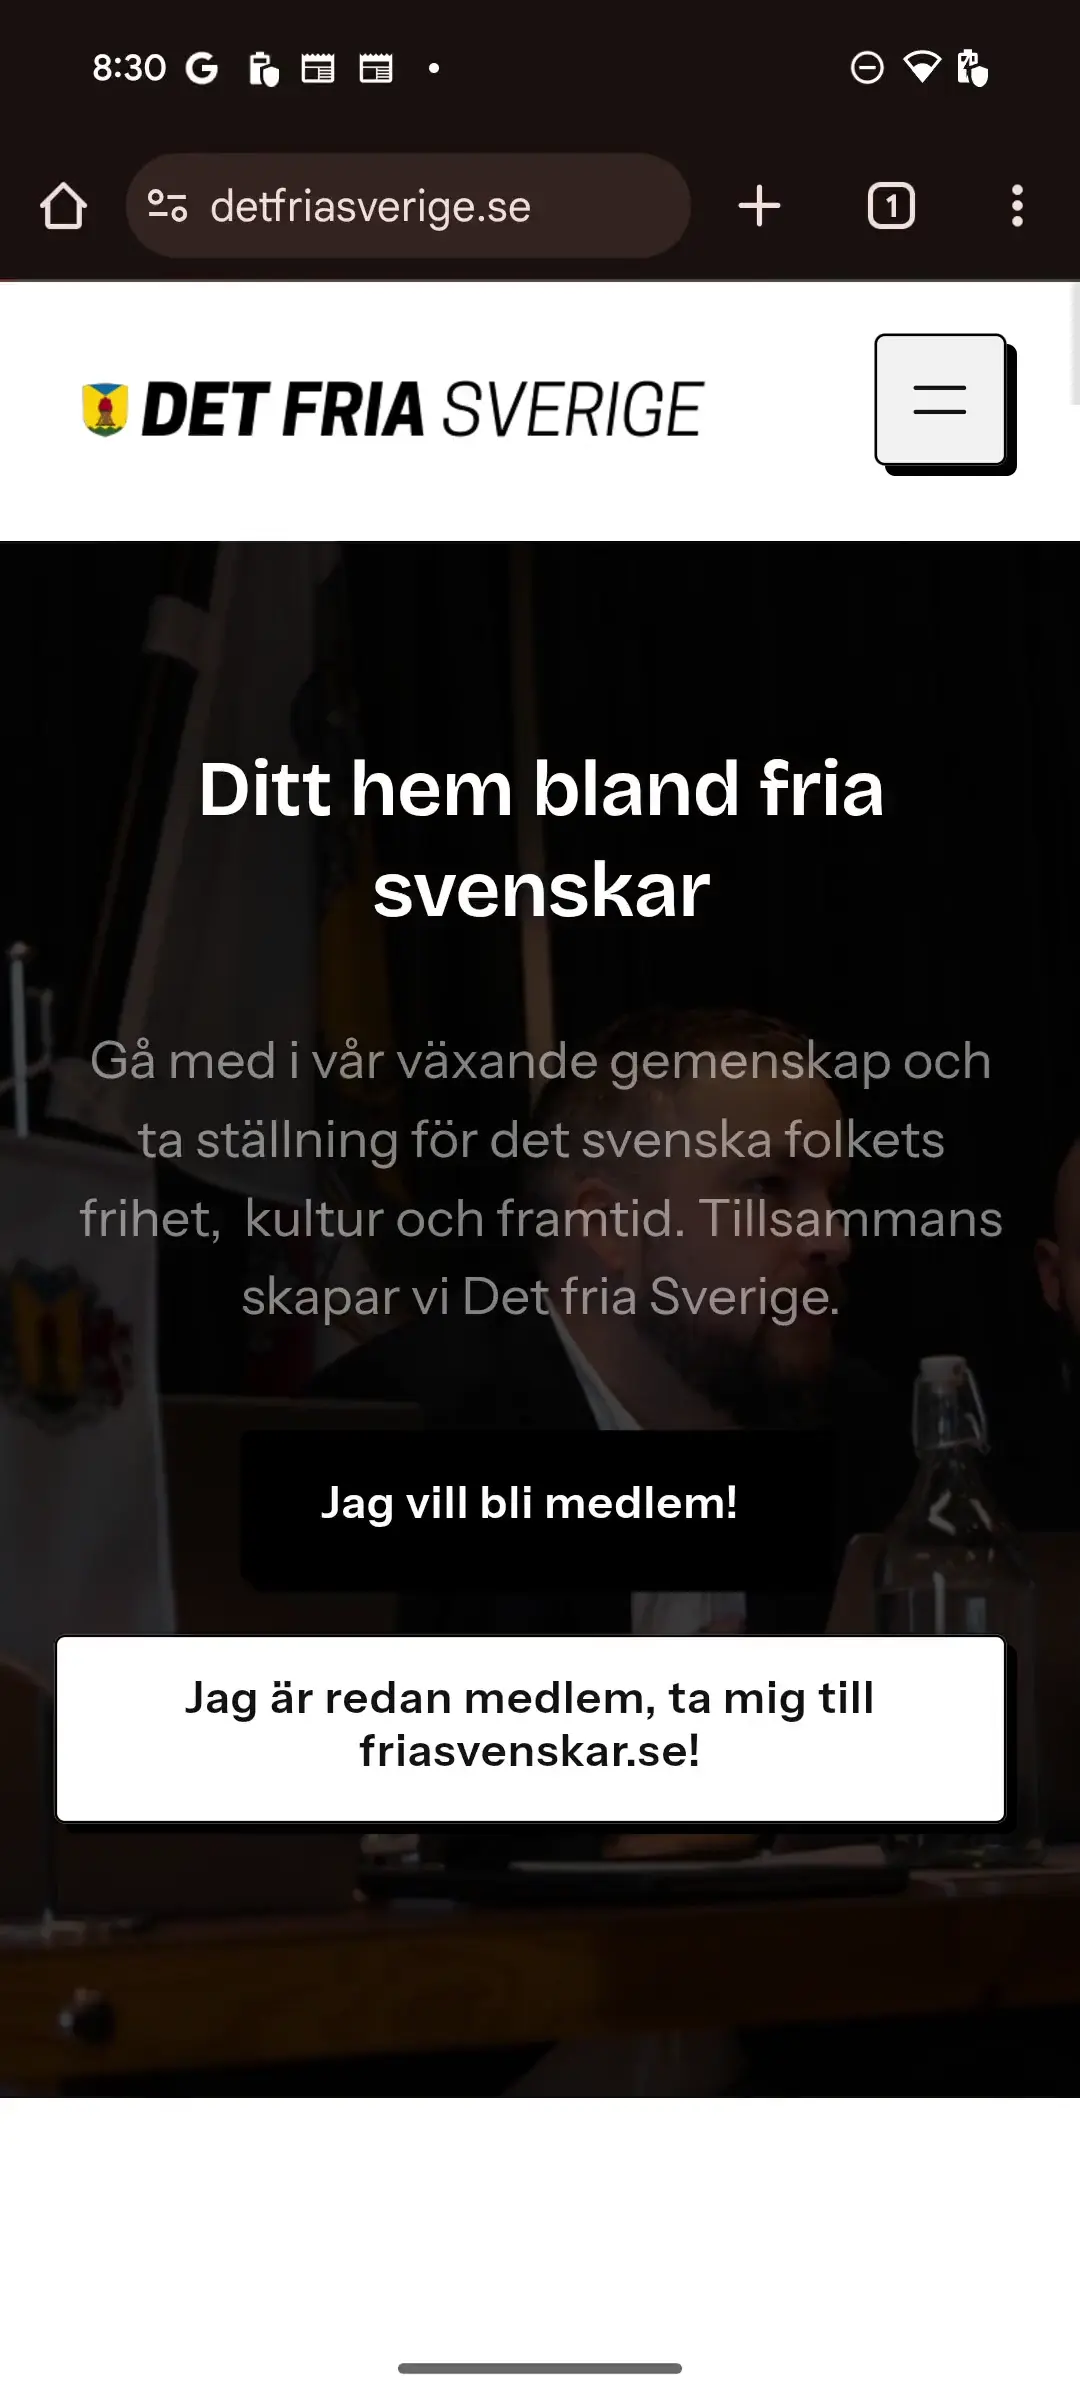 8:30
detfriasverige.se
1
DET FRIA SVERIGE
Ditt hem bland fria
svenskar
Gå med i vår växande gemenskap och
ta ställning för det svenska folkets
frihet,  kultur och framtid. Tillsammans
skapar vi Det fria Sverige.
Jag vill bli medlem!
Jag är redan medlem, ta mig till
friasvenskar.se!